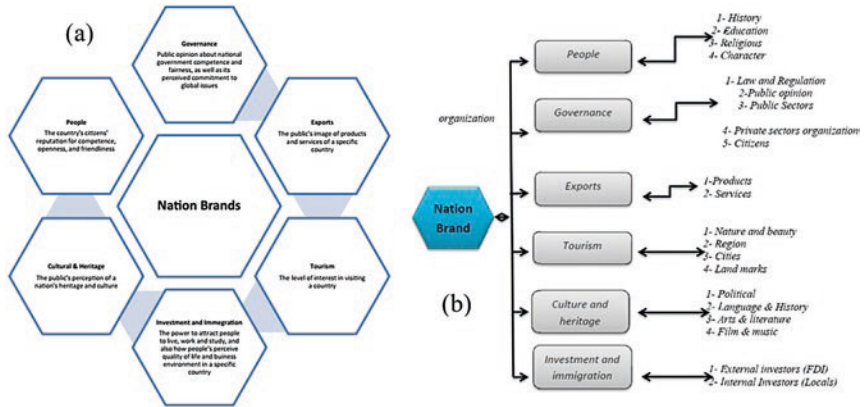 (a)
Governance
Public opinion about national
government competence and
fairness, as well as its
perceived commitment to
global issues
People
The country's citizens'
reputation for competence,
openness, and friendliness
Exports
The public's image of products
and services of a specific
country
Nation Brands
Cultural & Heritage
The public's perception of a
nation's heritage and culture
Tourism
The level of interest in visiting
a country
Investment and Immigration
The power to attract people
to live, work and study, and
also how people's perceive
quality of life and buniness
environment in a specific
country
(b)
organization
Nation
Brand
People
1- History
2- Education
3- Religious
4- Character
Governance
1- Law and Regulation
2-Public opinion
3- Public Sectors
4- Private sectors organization
5- Citizens
Exports
1-Products
2- Services
Tourism
1- Nature and beauty
2- Region
3- Cities
4- Land marks
Culture and
heritage
1- Political
2- Language & History
3- Arts & literature
4- Film & music
Investment and
immigration
1- External investors (FDI)
2- Internal Investors (Locals)